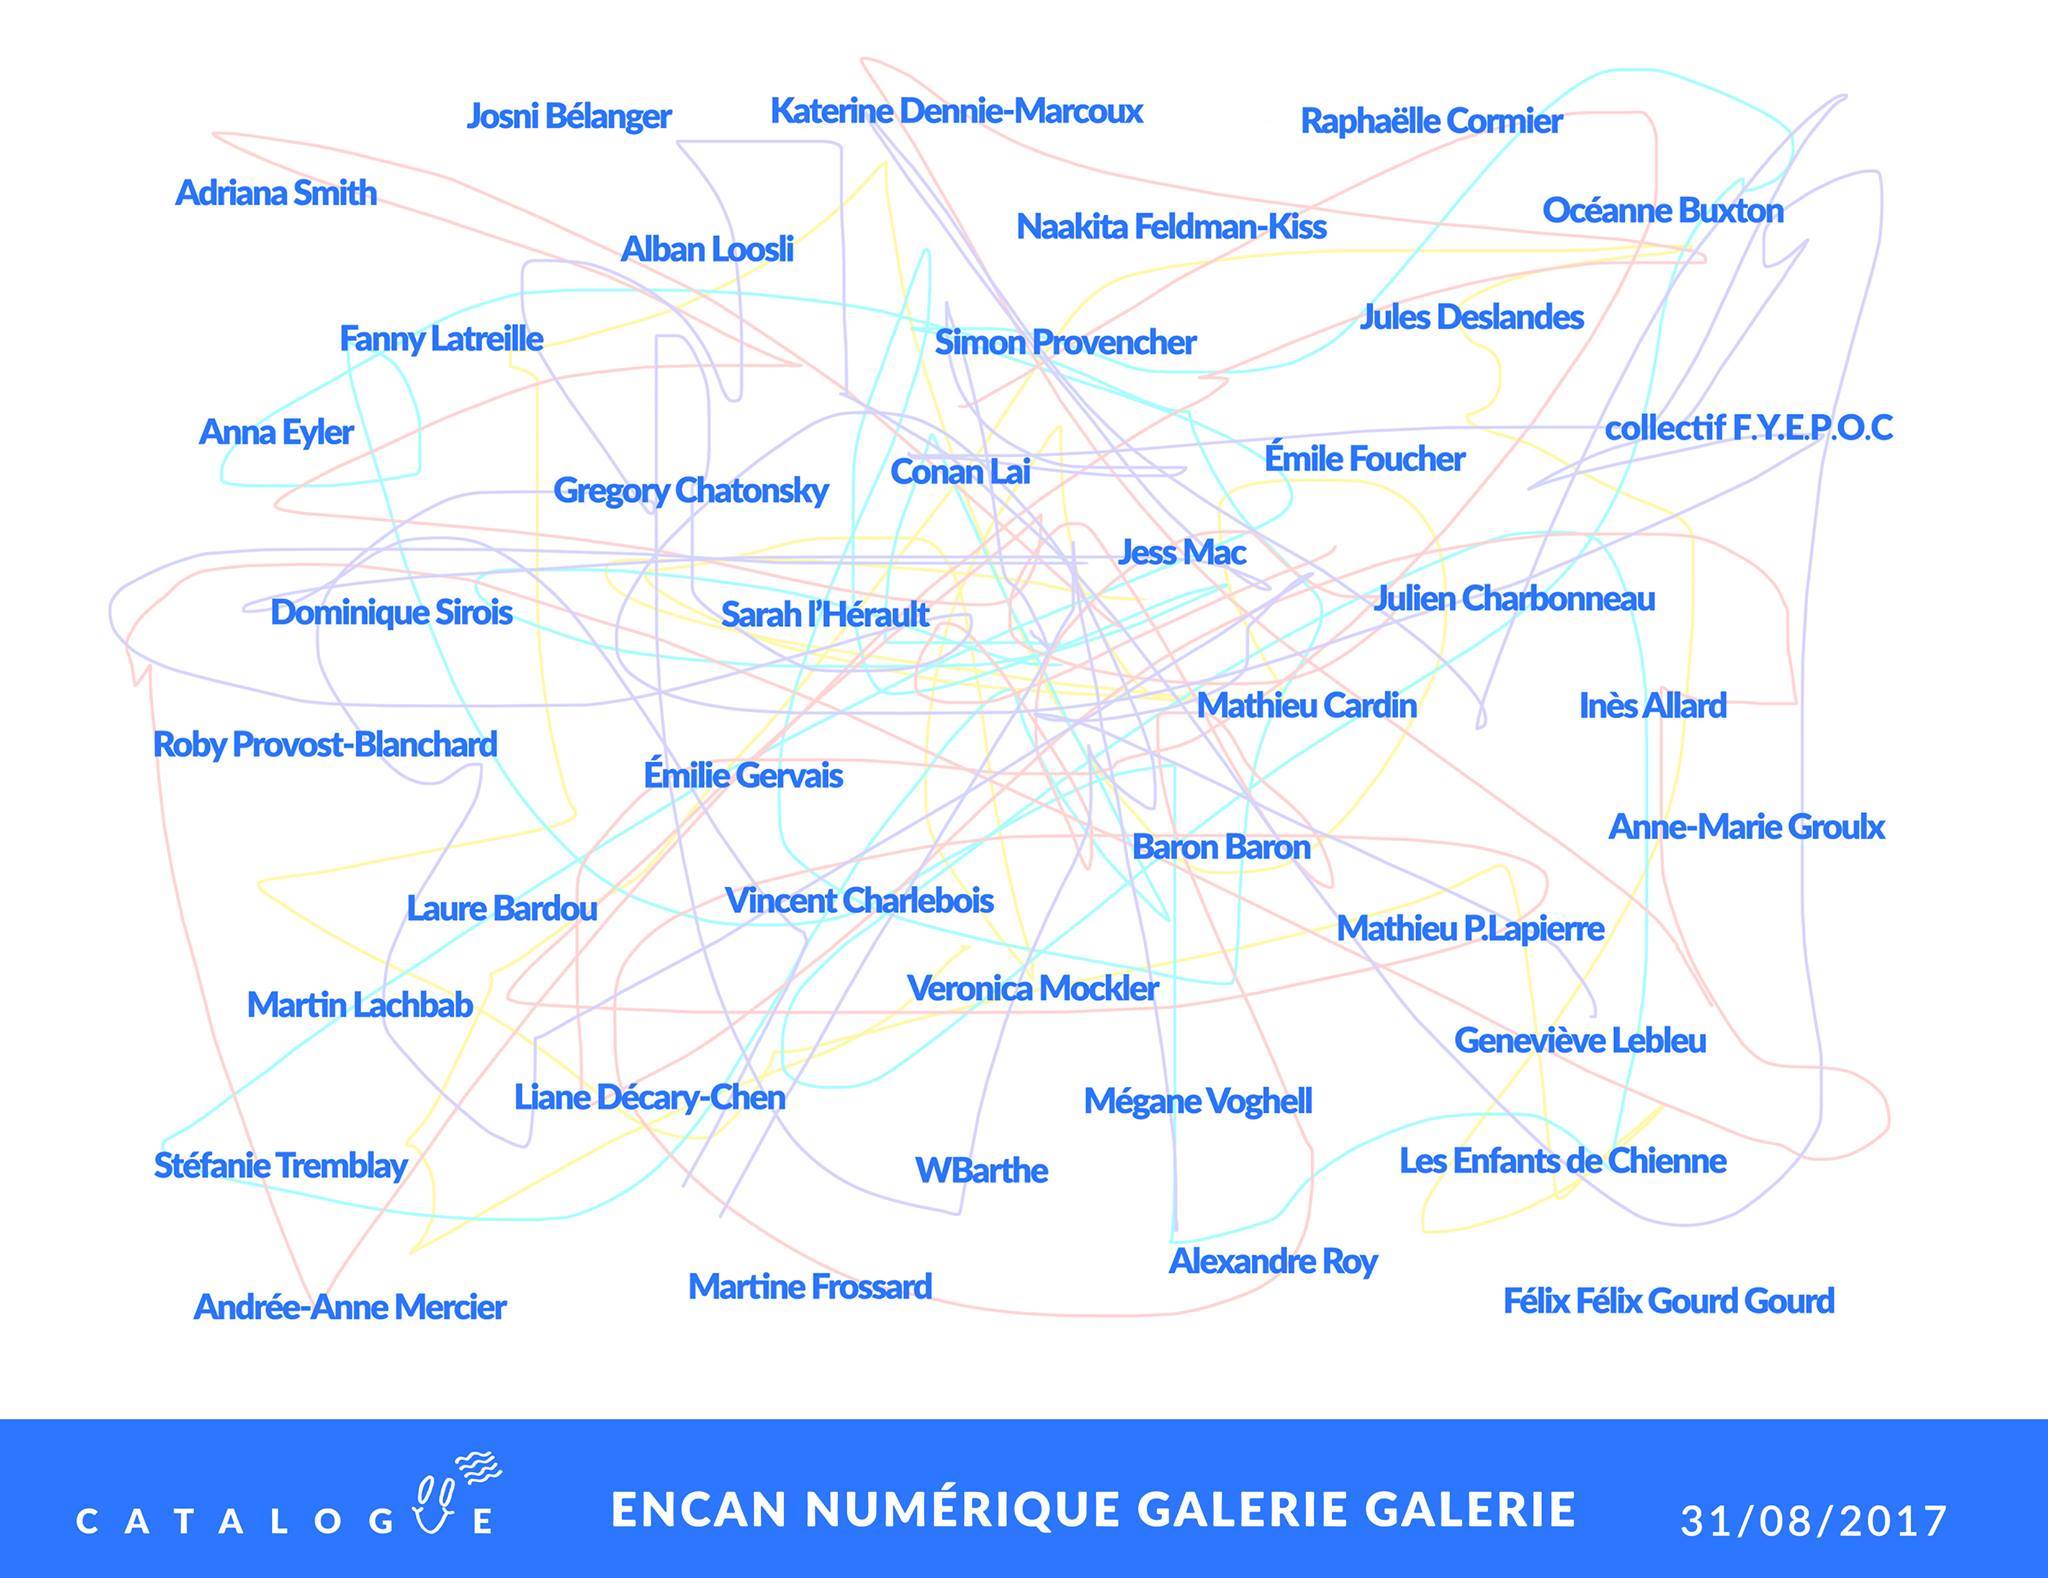 Josni Bélanger
Katerine Dennie-Marcoux
Raphaëlle Cormier
Adriana Smith
Océanne Buxton
Naakita Feldman-Kiss
Alban Loosli
Jules Deslandes
Fanny Latreille
Simon Provencher
Anna Eyler
collectif F.Y.E.P.O.C
Émile Foucher
Conan Lai
Gregory Chatonsky
Jess Mac
Julien Charbonneau
Dominique Sirois
Sarah l'Hérault
Mathieu Cardin
Inès Allard
Roby Provost-Blanchard
Émilie Gervais
Anne-Marie Groulx
Baron Baron
Vincent Charlebois
Laure Bardou
Mathieu P.Lapierre
Veronica Mockler
Martin Lachbab
Geneviève Lebleu
Liane Décary-Chen
Mégane Voghell
Stéfanie Tremblay
WBarthe
Les Enfants de Chienne
Alexandre Roy
Martine Frossard
Andrée-Anne Mercier
Félix Félix Gourd Gourd
CATALOGUE
ENCAN NUMÉRIQUE GALERIE GALERIE
31/08/2017